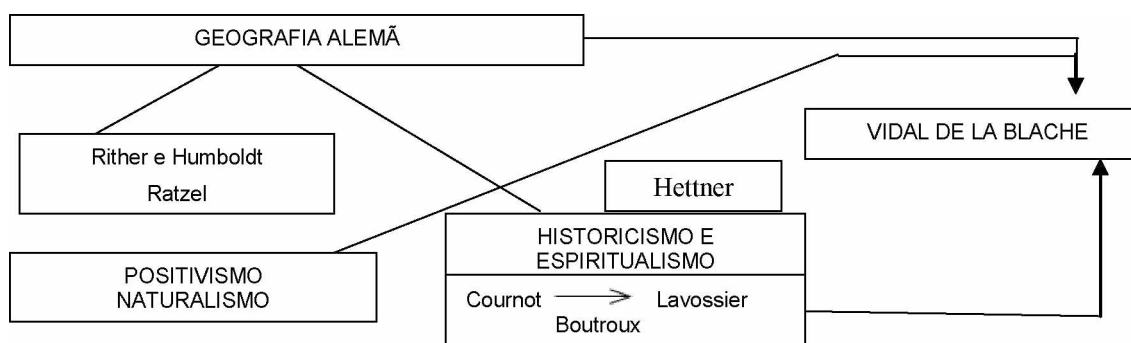 GEOGRAFIA ALEMÃ
VIDAL DE LA BLACHE
Rither e Humboldt
Ratzel
Hettner
HISTORICISMO E
ESPIRITUALISMO
POSITIVISMO
NATURALISMO
Cournot Lavossier
Boutroux